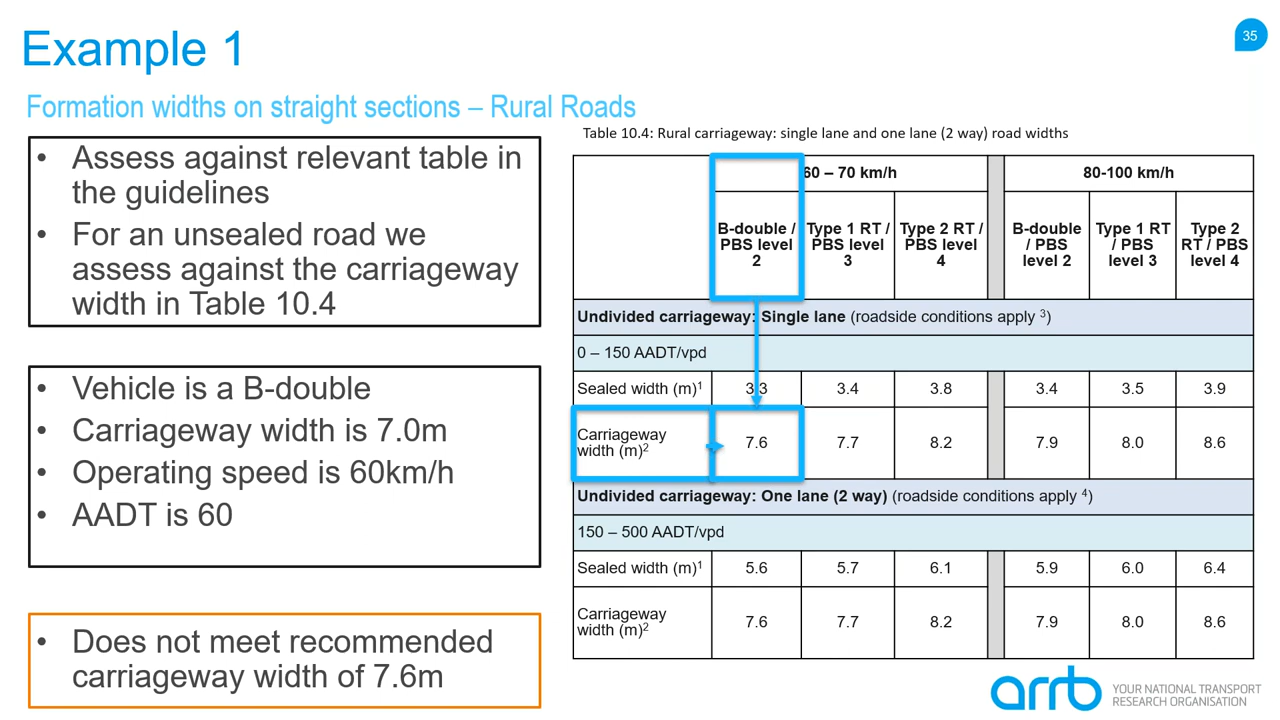 Example 1
35
Formation widths on straight sections – Rural Roads
• Assess against relevant table in
the guidelines
• For an unsealed road we
assess against the carriageway
width in Table 10.4
• Vehicle is a B-double
• Carriageway width is 7.0m
• Operating speed is 60km/h
• AADT is 60
• Does not meet recommended
carriageway width of 7.6m
Table 10.4: Rural carriageway: single lane and one lane (2 way) road widths
60 – 70 km/h 80-100 km/h
B-double / PBS level 2 Type 1 RT / PBS level 3 Type 2 RT / PBS level 4 B-double / PBS level 2 Type 1 RT / PBS level 3 Type 2 RT / PBS level 4
Undivided carriageway: Single lane (roadside conditions apply ³)
0 – 150 AADT/vpd
Sealed width (m)¹ 3.3 3.4 3.8 3.4 3.5 3.9
Carriageway width (m)² 7.6 7.7 8.2 7.9 8.0 8.6
Undivided carriageway: One lane (2 way) (roadside conditions apply ⁴)
150 – 500 AADT/vpd
Sealed width (m)¹ 5.6 5.7 6.1 5.9 6.0 6.4
Carriageway width (m)² 7.6 7.7 8.2 7.9 8.0 8.6
arrb
YOUR NATIONAL TRANSPORT
RESEARCH ORGANISATION